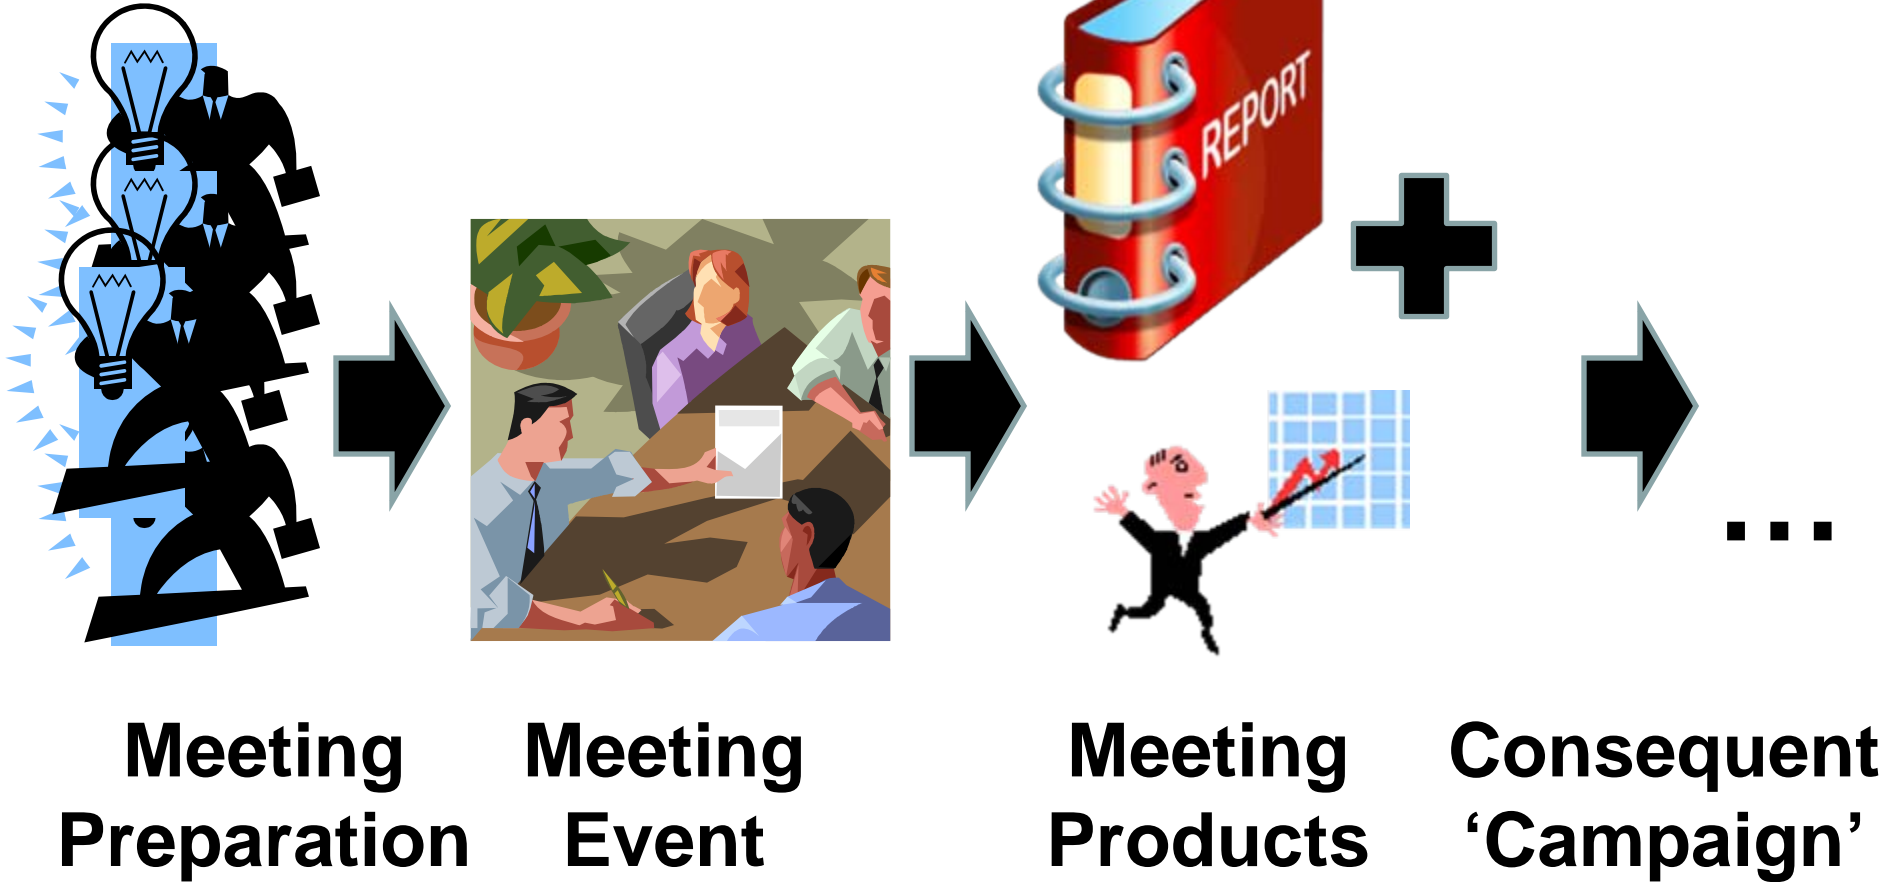 REPORT
...
Meeting
Preparation
Meeting
Event
Meeting
Products
Consequent
‘Campaign’